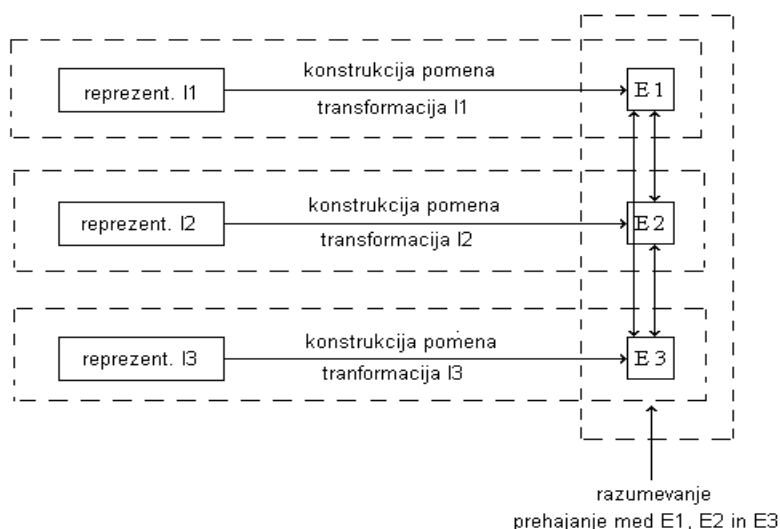 konstrukcija pomena
reprezent. I1
E1
transformacija I1
konstrukcija pomena
reprezent. I2
E2
transformacija I2
konstrukcija pomena
reprezent. I3
E3
tranformacija I3
razumevanje
prehajanje med E1, E2 in E3